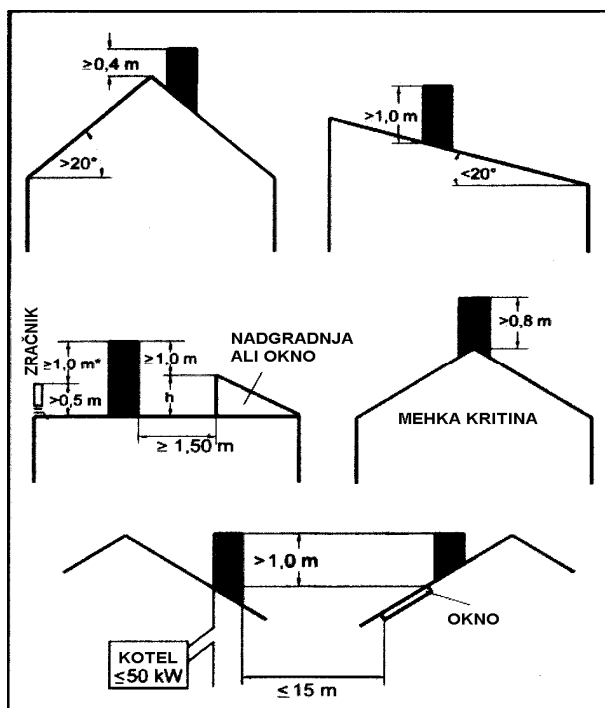 ≥0,4 m
>20°
>1,0 m
<20°
ZRAČNIK
≥1,0 m*
>0,5 m
≥1,0 m
h
≥ 1,50 m
NADGRADNJA
ALI OKNO
>0,8 m
MEHKA KRITINA
>1,0 m
OKNO
KOTEL
≤50 kW
≤15 m